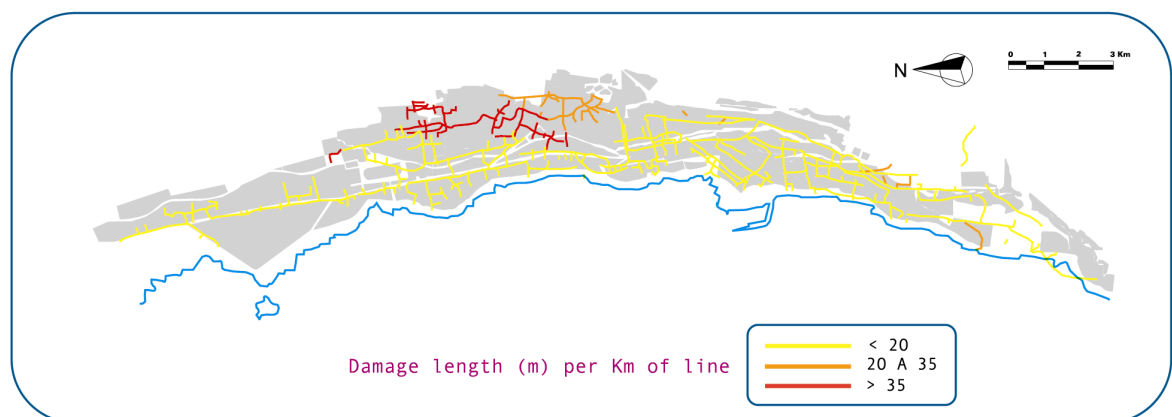 N
0 1 2 3 Km
Damage length (m) per Km of line
< 20
20 A 35
> 35